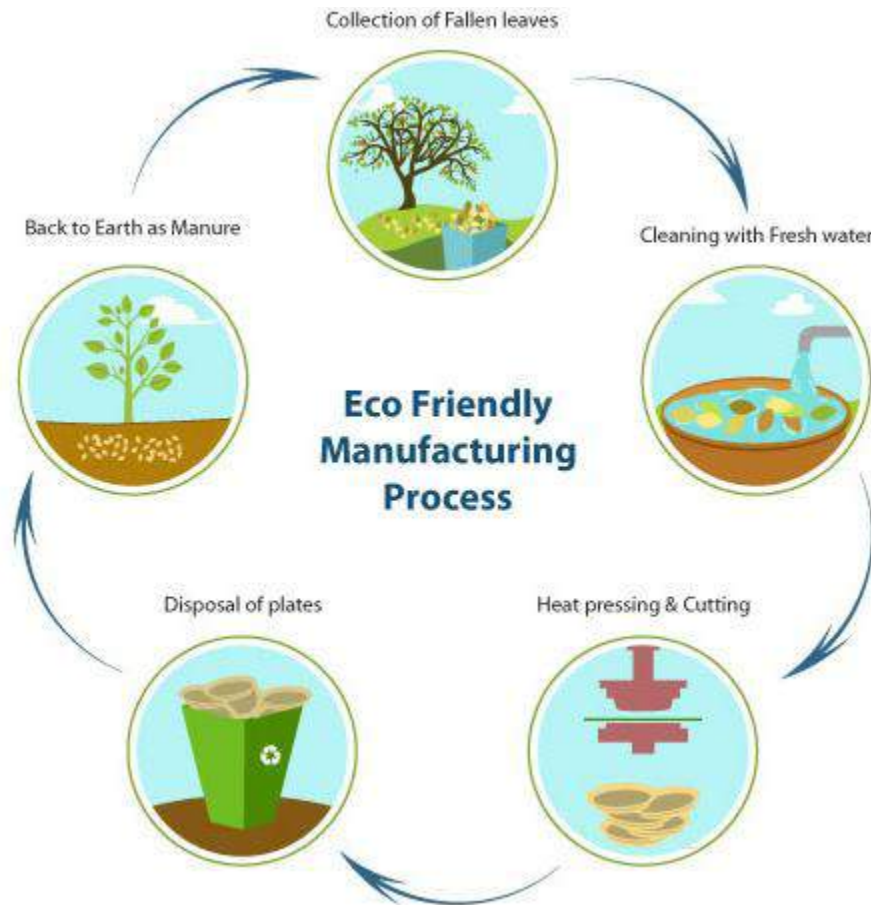 Collection of Fallen leaves
Back to Earth as Manure
Cleaning with Fresh water
Eco Friendly
Manufacturing
Process
Disposal of plates
Heat pressing & Cutting